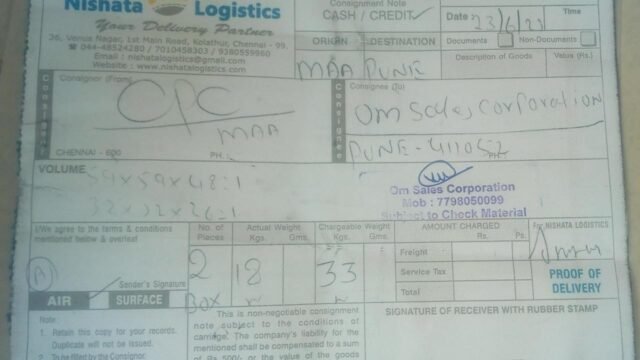 Nishata Logistics
Your Delivery Partner
36, Venus Nagar, 1st Main Road, Kolathur, Chennai - 99.
☎ 044-48524280 / 7010458303 / 9380559980
Email : nishatalogistics@gmail.com
Website : www.nishatalogistics.com
Consignment Note
CASH / CREDIT
Date : 23/6/23
Time
ORIGIN DESTINATION
MAA PUNE
Documents
Non-Documents
Description of Goods
Value (Rs.)
Consignor
Consignor (From)
CPC
MAA
CHENNAI - 600
PH.:
Consignee
Consignee (To)
Om Sales Corporation
PUNE - 411052
VOLUME
59x59x48=1
32x32x26=1
Om Sales Corporation
Mob : 7798050099
Subject to Check Material
I/We agree to the terms & conditions
mentioned below & overleaf
A
Sender's Signature
No. of
Pieces
2
Box
Actual Weight
Kgs. Gms.
18
Chargeable Weight
Kgs. Gms.
33
AMOUNT CHARGED
Rs. Ps.
Freight
Service Tax
Total
For NISHATA LOGISTICS
PROOF OF
DELIVERY
AIR SURFACE
Note:
1. Retain this copy for your records.
Duplicate will not be issued.
2. To be filled by the Consignor
This is non-negotiable consignment
note subject to the conditions of
carriage. The company's liability for
the mentioned shall be compensated to a sum
of Rs 500/- or the value of the goods
SIGNATURE OF RECEIVER WITH RUBBER STAMP